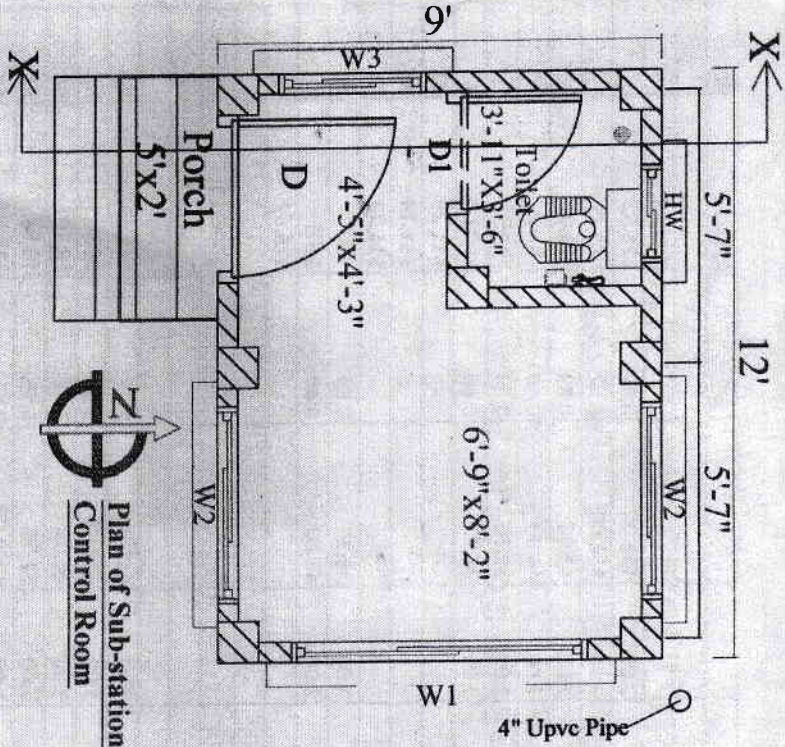 9'
X
X
W3
Porch
5'x2'
D
4'-5"x4'-3"
D1
Toilet
3'-11"X3'-6"
HW
5'-7"
12'
5'-7"
W2
6'-9"x8'-2"
W2
W1
N
Plan of Sub-station
Control Room
4" Upvc Pipe